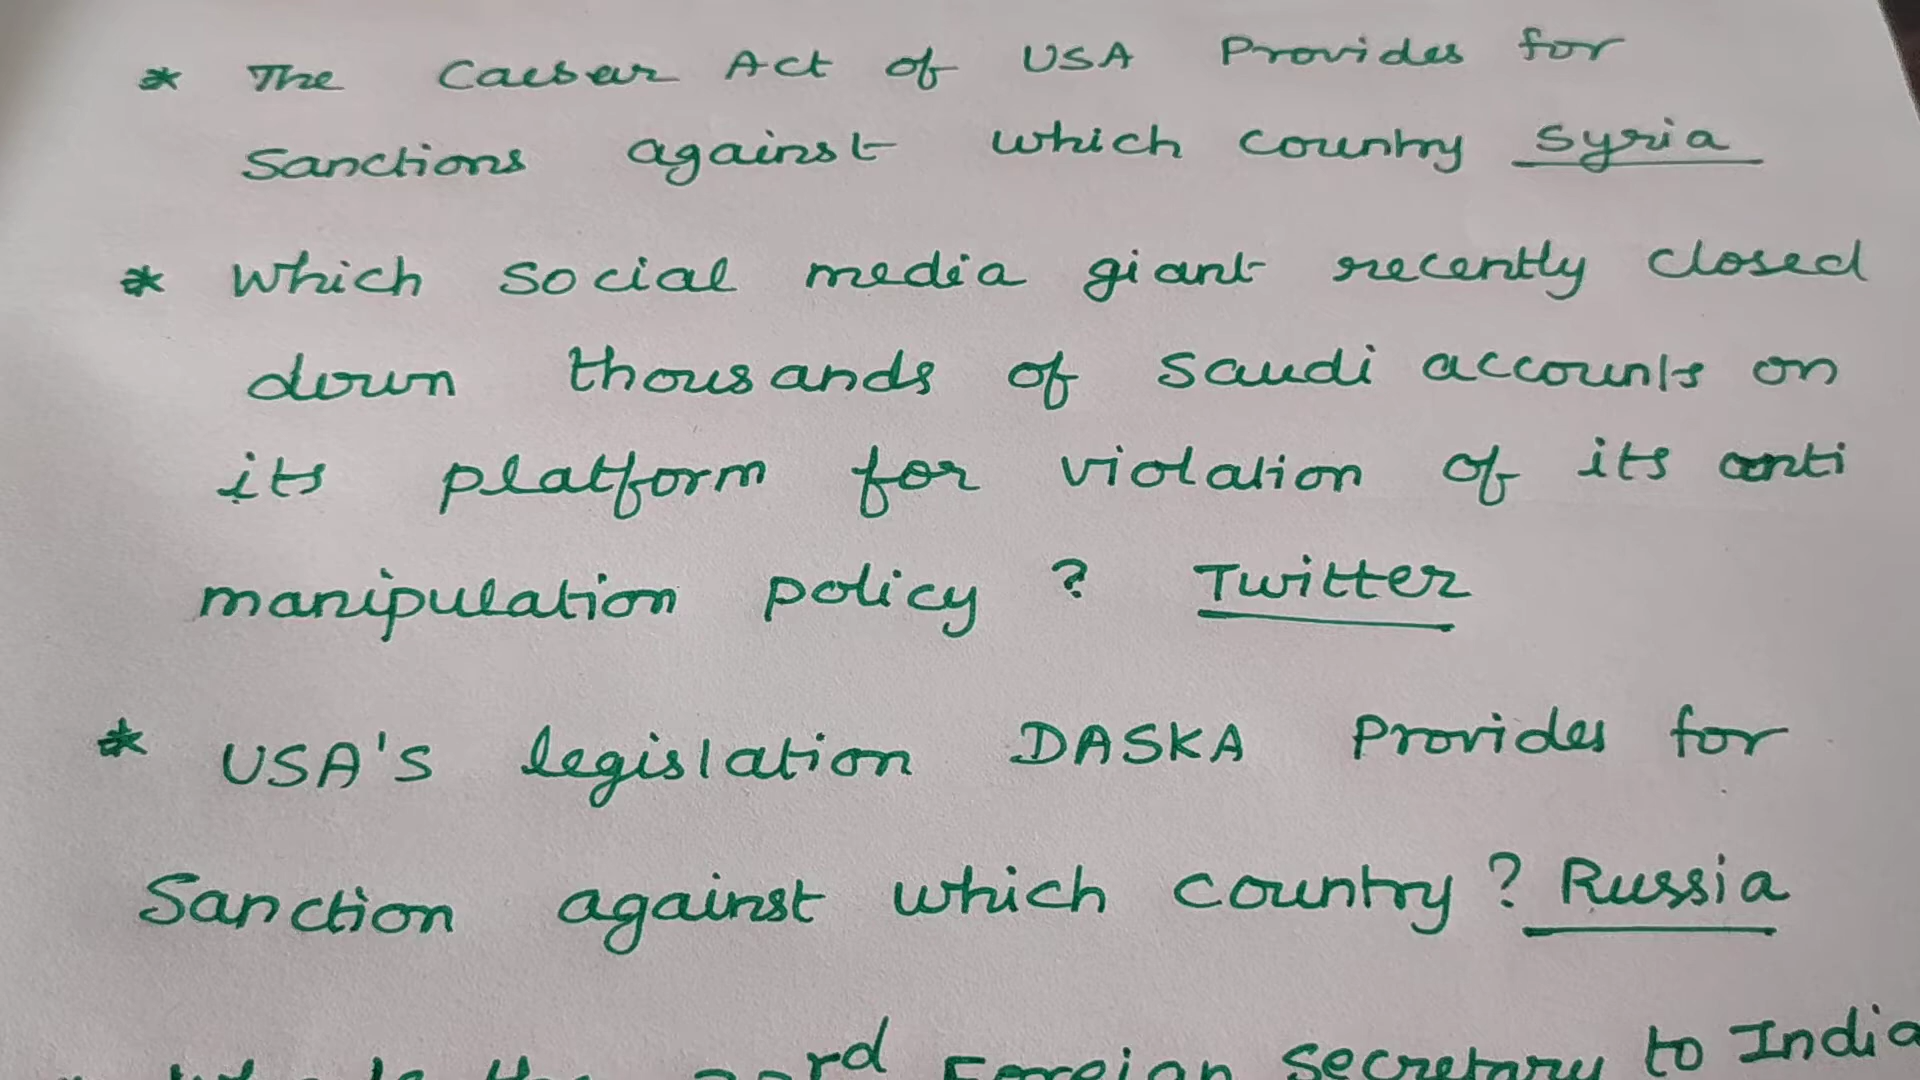 * The Caesar Act of USA Provides for
Sanctions against which country Syria
* Which social media giant recently closed
down thousands of Saudi accounts on
its platform for violation of its anti
manipulation policy ? Twitter
* USA's legislation DASKA Provides for
Sanction against which country ? Russia
rd Foreign Secretary to India